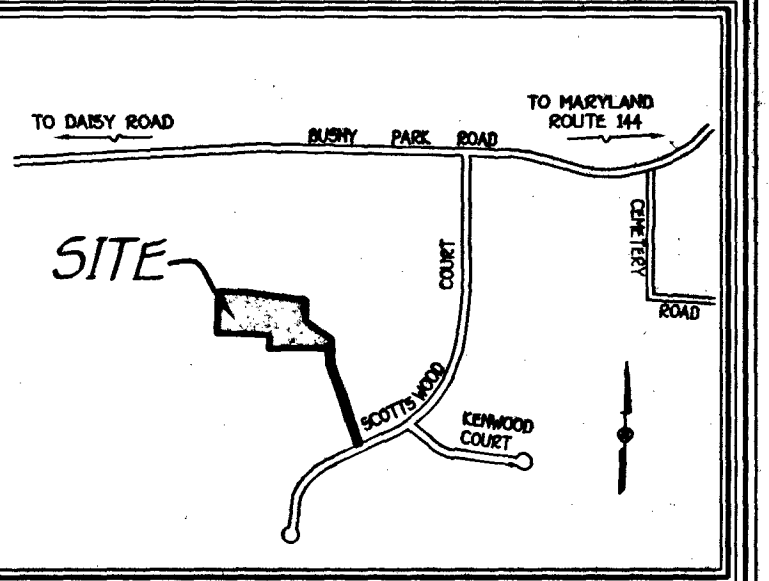 TO MARYLAND
ROUTE 144
TO DAISY ROAD
BUSHY PARK ROAD
CEMETERY
ROAD
SITE
SCOTTS WOOD
COURT
KENWOOD
COURT